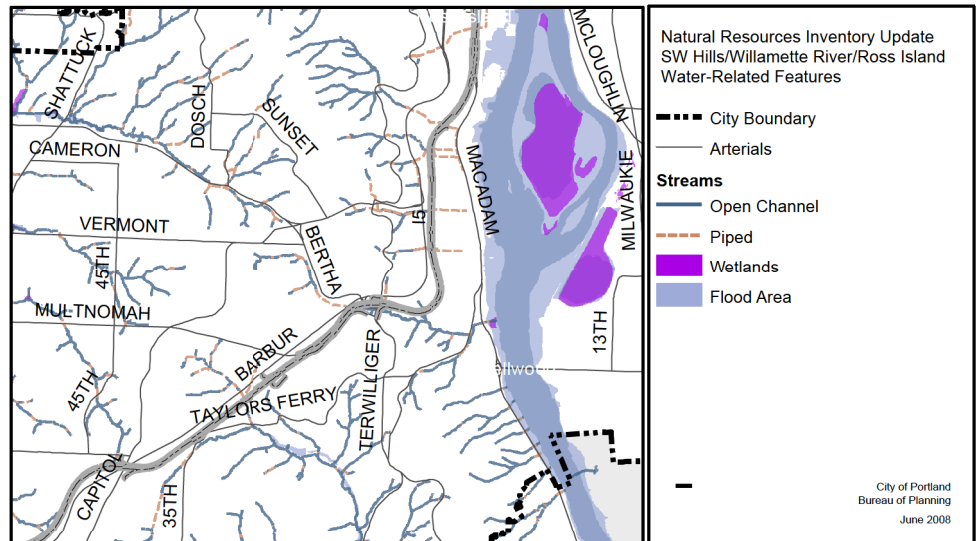 SHATTUCK
DOSCH
SUNSET
CAMERON
VERMONT
45TH
BERTHA
I5
MACADAM
MCLOUGHLIN
MILWAUKIE
MULTNOMAH
BARBUR
13TH
ellwood
45TH
TAYLORS FERRY
TERWILLIGER
CAPITOL
35TH
Natural Resources Inventory Update
SW Hills/Willamette River/Ross Island
Water-Related Features
City Boundary
Arterials
Streams
Open Channel
Piped
Wetlands
Flood Area
City of Portland
Bureau of Planning
June 2008